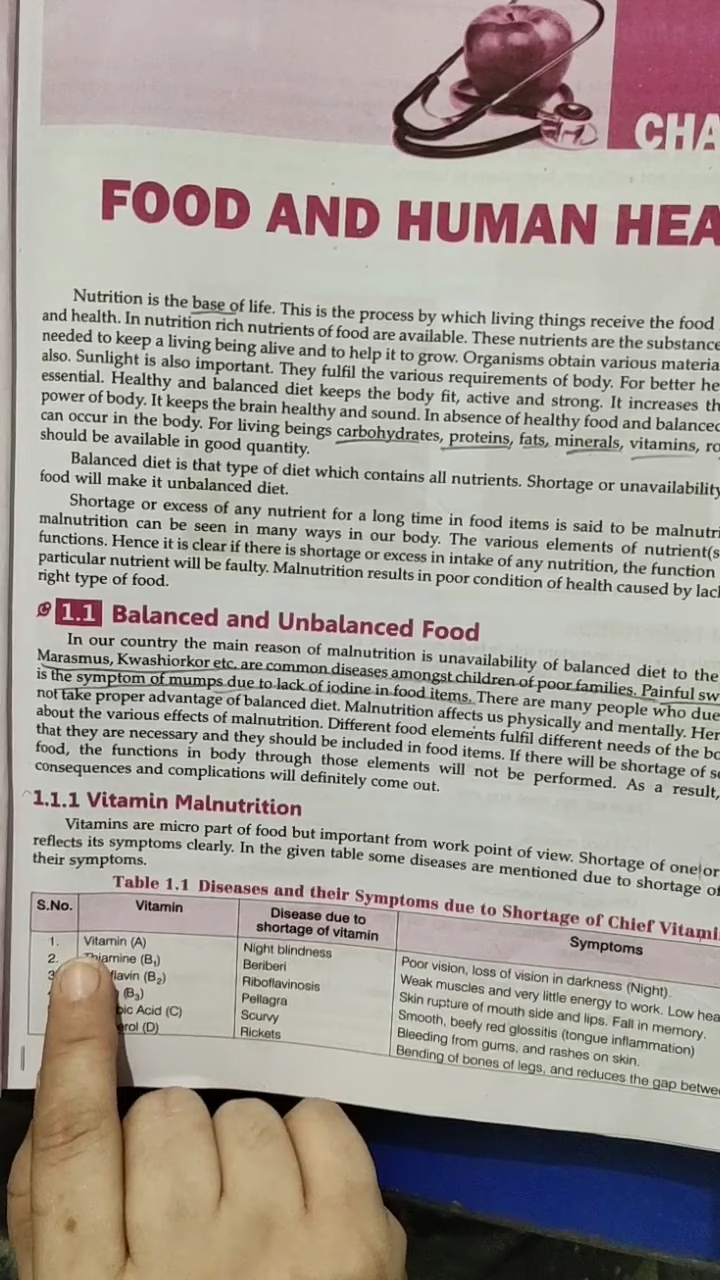 CHA
FOOD AND HUMAN HEA
Nutrition is the base of life. This is the process by which living things receive the food
and health. In nutrition rich nutrients of food are available. These nutrients are the substance
needed to keep a living being alive and to help it to grow. Organisms obtain various materia
also. Sunlight is also important. They fulfil the various requirements of body. For better he
essential. Healthy and balanced diet keeps the body fit, active and strong. It increases th
power of body. It keeps the brain healthy and sound. In absence of healthy food and balanced
can occur in the body. For living beings carbohydrates, proteins, fats, minerals, vitamins, ro
should be available in good quantity.
Balanced diet is that type of diet which contains all nutrients. Shortage or unavailability
food will make it unbalanced diet.
Shortage or excess of any nutrient for a long time in food items is said to be malnutri
malnutrition can be seen in many ways in our body. The various elements of nutrient(s
functions. Hence it is clear if there is shortage or excess in intake of any nutrition, the function
particular nutrient will be faulty. Malnutrition results in poor condition of health caused by lack
right type of food.
1.1 Balanced and Unbalanced Food
In our country the main reason of malnutrition is unavailability of balanced diet to the
Marasmus, Kwashiorkor etc. are common diseases amongst children of poor families. Painful sw
is the symptom of mumps due to lack of iodine in food items. There are many people who due
not take proper advantage of balanced diet. Malnutrition affects us physically and mentally. Her
about the various effects of malnutrition. Different food elements fulfil different needs of the bo
that they are necessary and they should be included in food items. If there will be shortage of s
food, the functions in body through those elements will not be performed. As a result,
consequences and complications will definitely come out.
1.1.1 Vitamin Malnutrition
Vitamins are micro part of food but important from work point of view. Shortage of one or
reflects its symptoms clearly. In the given table some diseases are mentioned due to shortage of
their symptoms.
Table 1.1 Diseases and their Symptoms due to Shortage of Chief Vitami
S.No. Vitamin Disease due to shortage of vitamin Symptoms
1. Vitamin (A) Night blindness Poor vision, loss of vision in darkness (Night).
2. Thiamine (B₁) Beriberi Weak muscles and very little energy to work. Low hea
3 flavin (B₂) Riboflavinosis Skin rupture of mouth side and lips. Fall in memory.
(B₃) Pellagra Smooth, beefy red glossitis (tongue inflammation)
bic Acid (C) Scurvy Bleeding from gums, and rashes on skin.
erol (D) Rickets Bending of bones of legs, and reduces the gap betwe